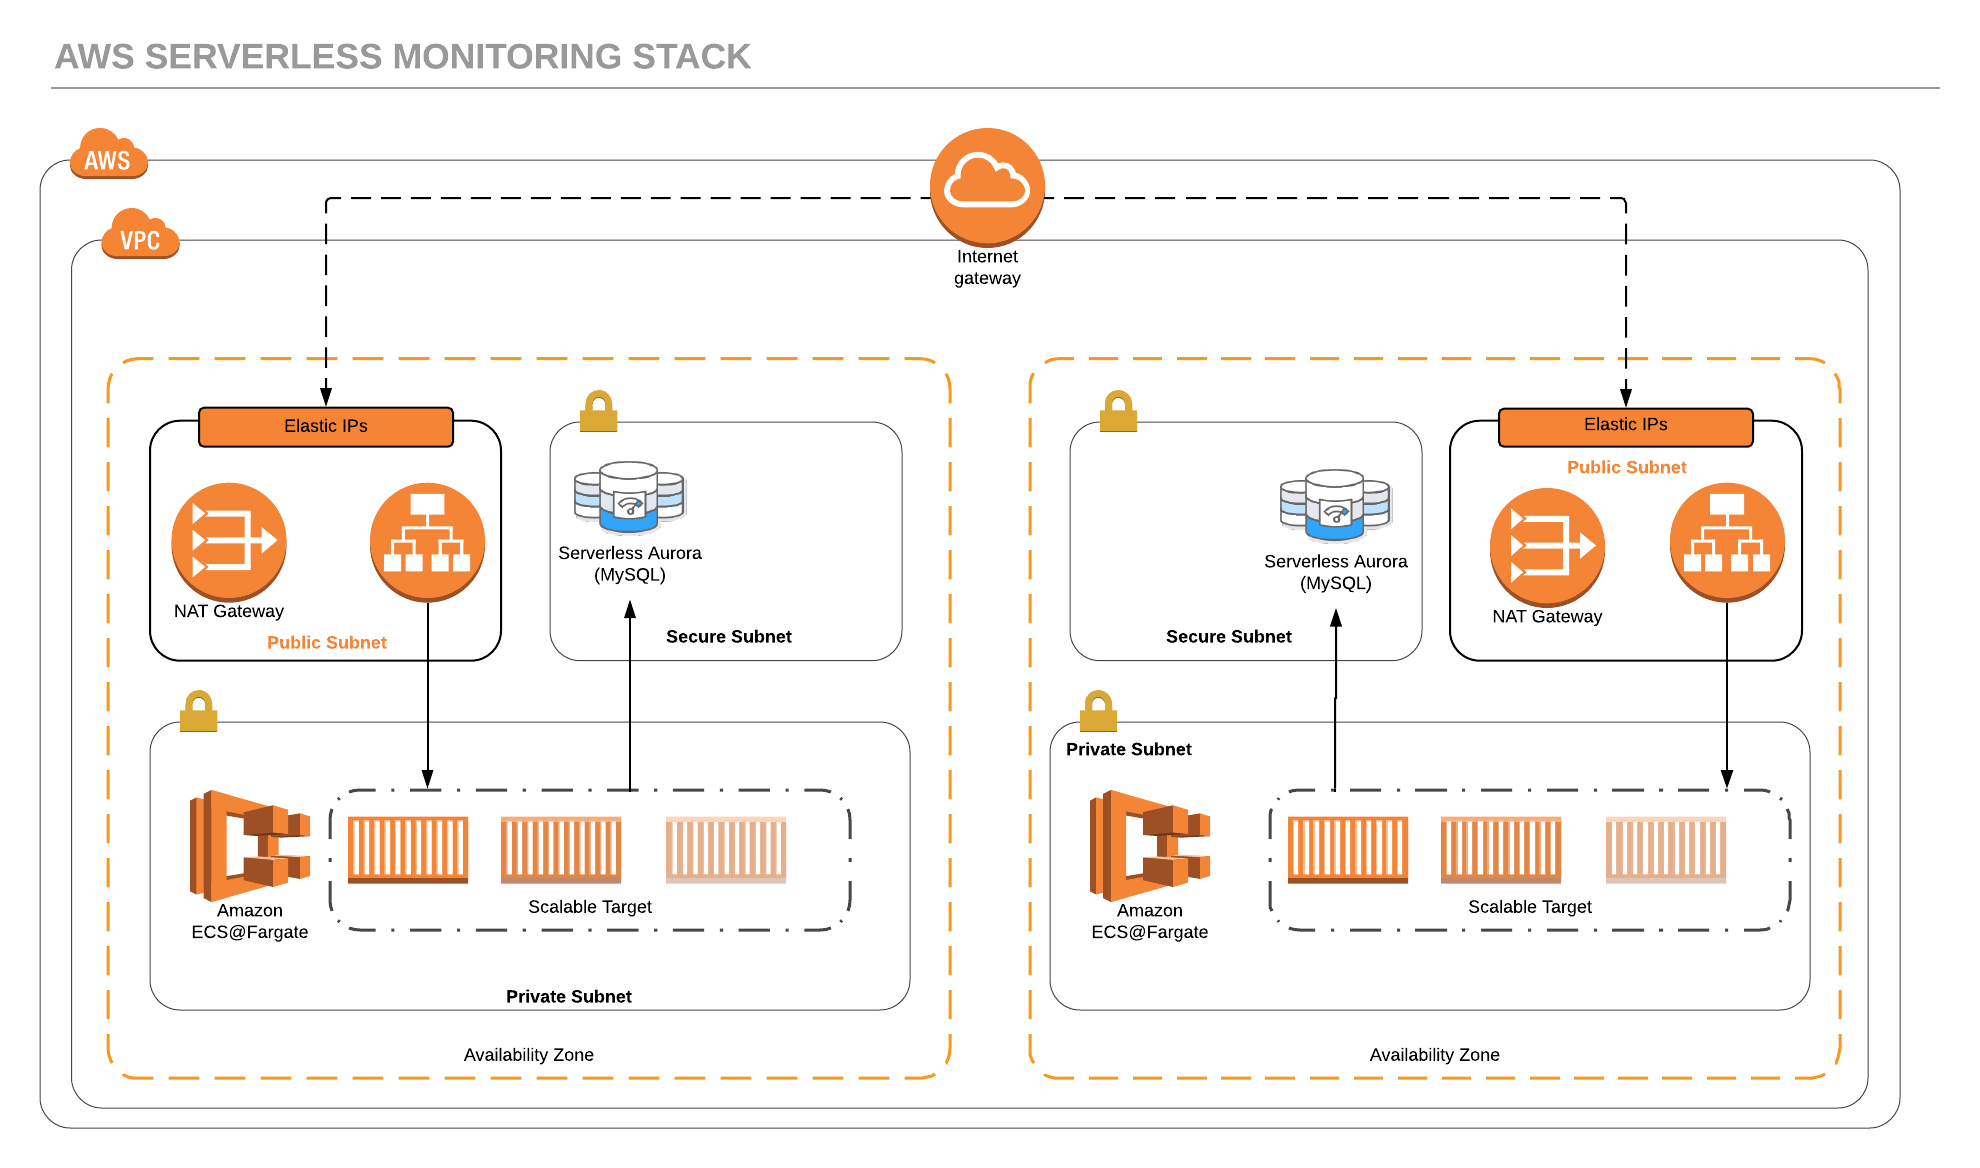 AWS SERVERLESS MONITORING STACK
AWS
VPC
Internet
gateway
Elastic IPs
NAT Gateway
Public Subnet
Serverless Aurora
(MySQL)
Secure Subnet
Amazon
ECS@Fargate
Scalable Target
Private Subnet
Availability Zone
Serverless Aurora
(MySQL)
Secure Subnet
Elastic IPs
Public Subnet
NAT Gateway
Private Subnet
Amazon
ECS@Fargate
Scalable Target
Availability Zone